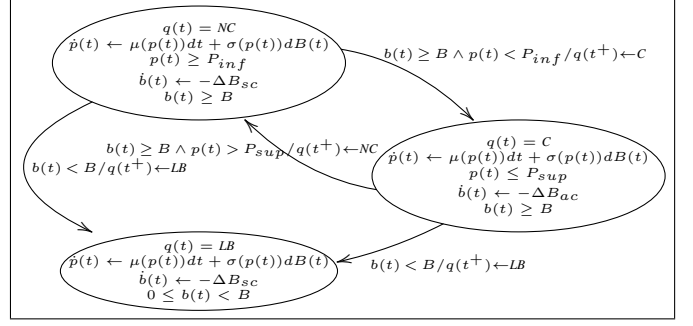 q(t) = NC
ṗ(t) ← μ(p(t))dt + σ(p(t))dB(t)
p(t) ≥ P_inf
ḃ(t) ← −ΔB_sc
b(t) ≥ B
b(t) ≥ B ∧ p(t) < P_inf/q(t⁺)←C
b(t) ≥ B ∧ p(t) > P_sup/q(t⁺)←NC
b(t) < B/q(t⁺)←LB
q(t) = C
ṗ(t) ← μ(p(t))dt + σ(p(t))dB(t)
p(t) ≤ P_sup
ḃ(t) ← −ΔB_ac
b(t) ≥ B
q(t) = LB
ṗ(t) ← μ(p(t))dt + σ(p(t))dB(t)
ḃ(t) ← −ΔB_sc
0 ≤ b(t) < B
b(t) < B/q(t⁺)←LB